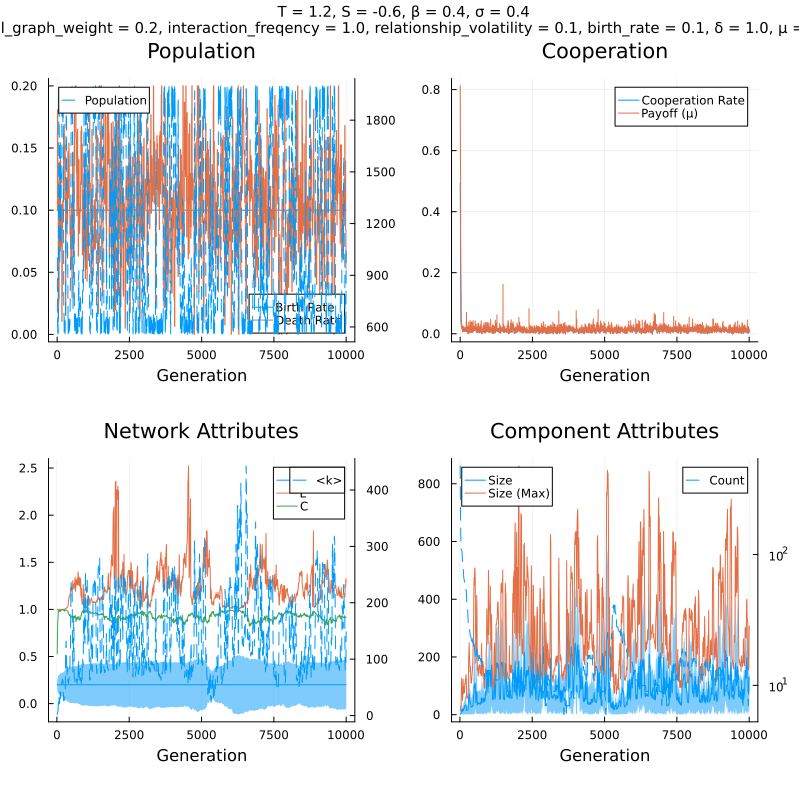 T = 1.2, S = -0.6, β = 0.4, σ = 0.4
l_graph_weight = 0.2, interaction_freqency = 1.0, relationship_volatility = 0.1, birth_rate = 0.1, δ = 1.0, μ =
Population
Cooperation
0.20
0.15
0.10
0.05
0.00
1800
1500
1200
900
600
Population
Birth Rate
Death Rate
0
2500
5000
7500
10000
Generation
0.8
0.6
0.4
0.2
0.0
Cooperation Rate
Payoff (μ)
0
2500
5000
7500
10000
Generation
Network Attributes
Component Attributes
2.5
2.0
1.5
1.0
0.5
0.0
400
300
200
100
0
<k>
L
C
0
2500
5000
7500
10000
Generation
800
600
400
200
0
10²
10¹
Size
Size (Max)
Count
0
2500
5000
7500
10000
Generation